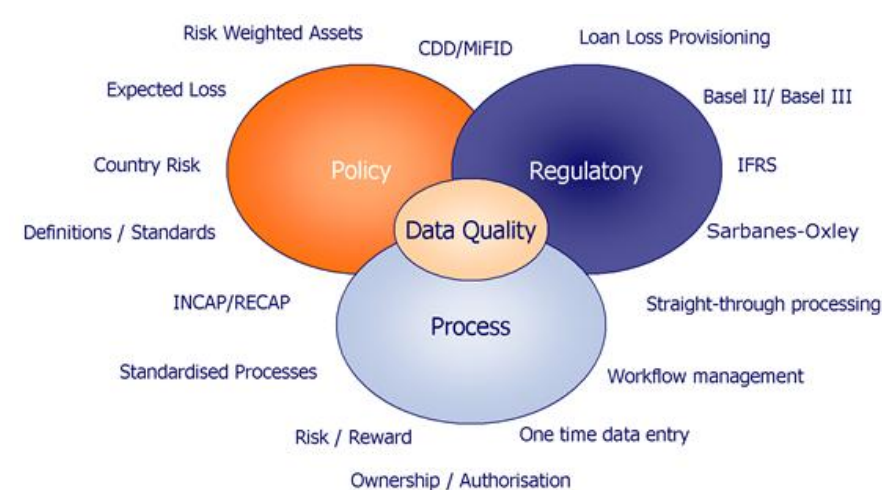 Risk Weighted Assets
CDD/MiFID
Loan Loss Provisioning
Expected Loss
Basel II/ Basel III
Country Risk
Policy
Regulatory
IFRS
Definitions / Standards
Data Quality
Sarbanes-Oxley
INCAP/RECAP
Straight-through processing
Process
Standardised Processes
Workflow management
Risk / Reward
One time data entry
Ownership / Authorisation